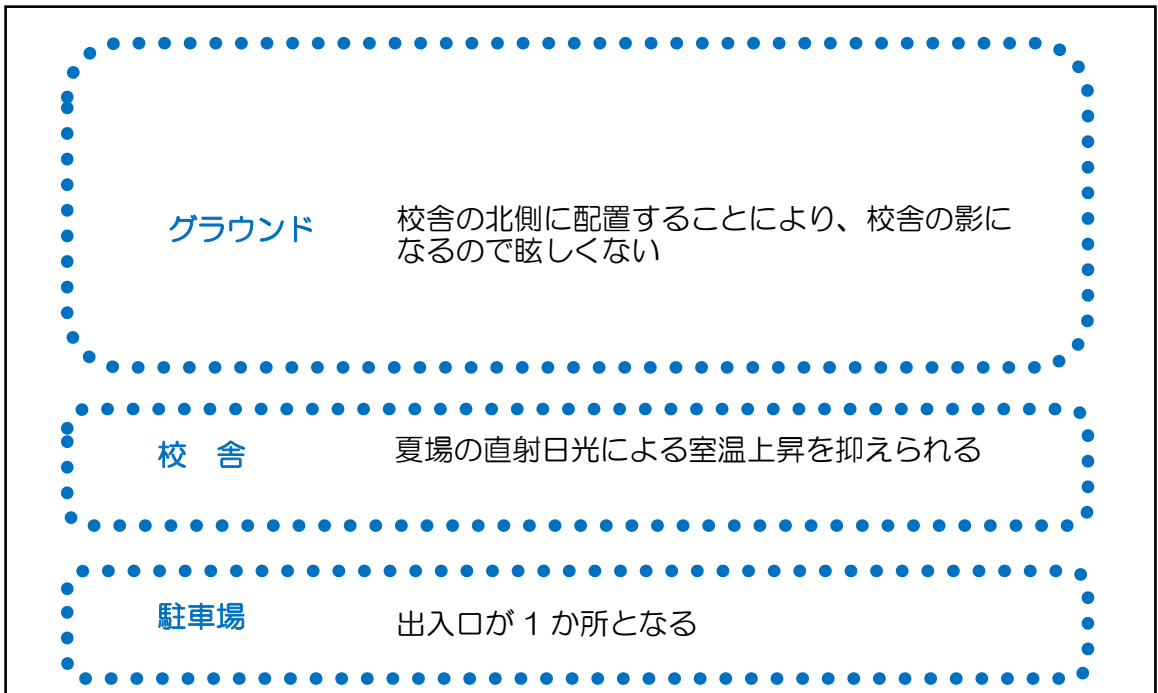 グラウンド
校舎の北側に配置することにより、校舎の影に
なるので眩しくない
校 舎
夏場の直射日光による室温上昇を抑えられる
駐車場
出入口が 1 か所となる